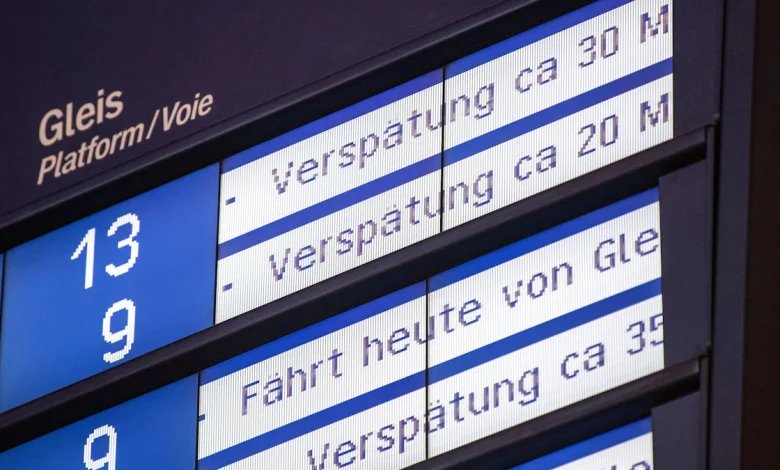 Gleis
Platform / Voie
13 - Verspätung ca 30 M
9 - Verspätung ca 20 M
- Fährt heute von Gle
9 Verspätung ca 35